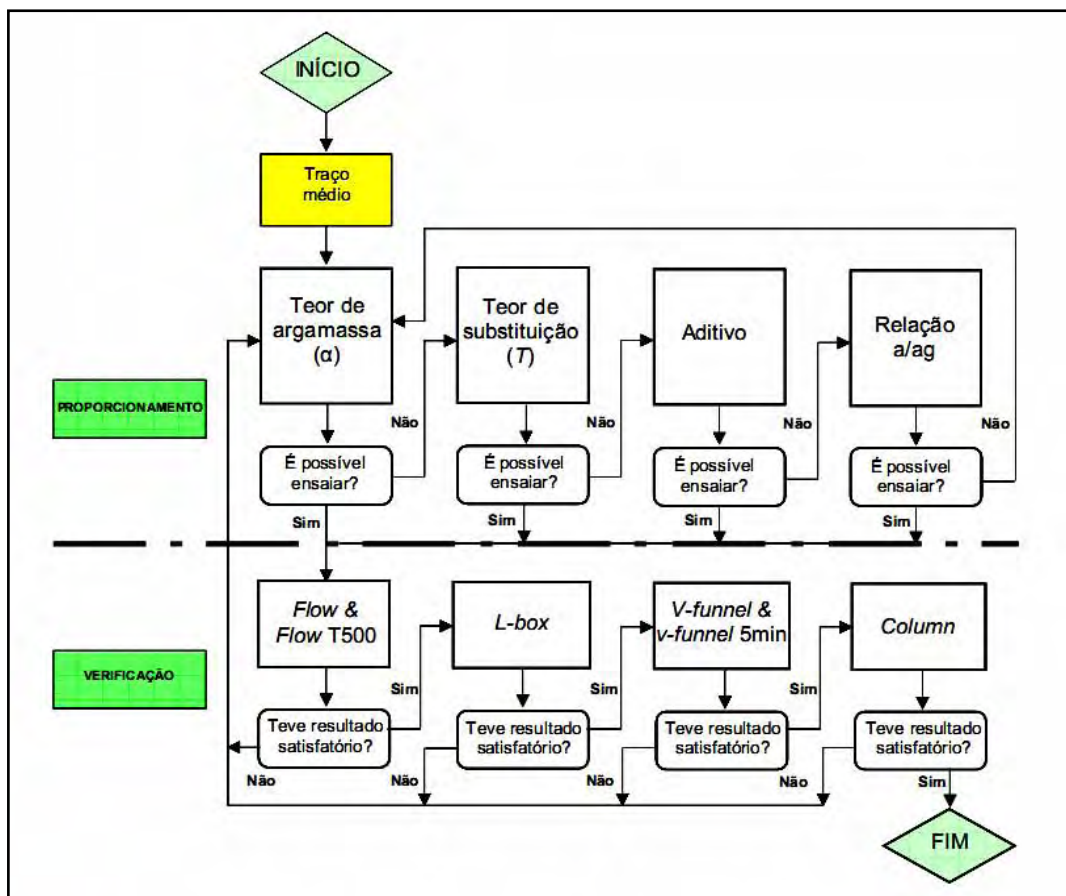 INÍCIO
Traço
médio
Teor de
argamassa
(α)
Teor de
substituição
(T)
Aditivo
Relação
a/ag
PROPORCIONAMENTO
Não
Não
Não
Não
É possível
ensaiar?
É possível
ensaiar?
É possível
ensaiar?
É possível
ensaiar?
Sim
Sim
Sim
Sim
Flow &
Flow T500
L-box
V-funnel &
v-funnel 5min
Column
VERIFICAÇÃO
Sim
Sim
Sim
Teve resultado
satisfatório?
Teve resultado
satisfatório?
Teve resultado
satisfatório?
Teve resultado
satisfatório?
Não
Não
Não
Não
Sim
FIM